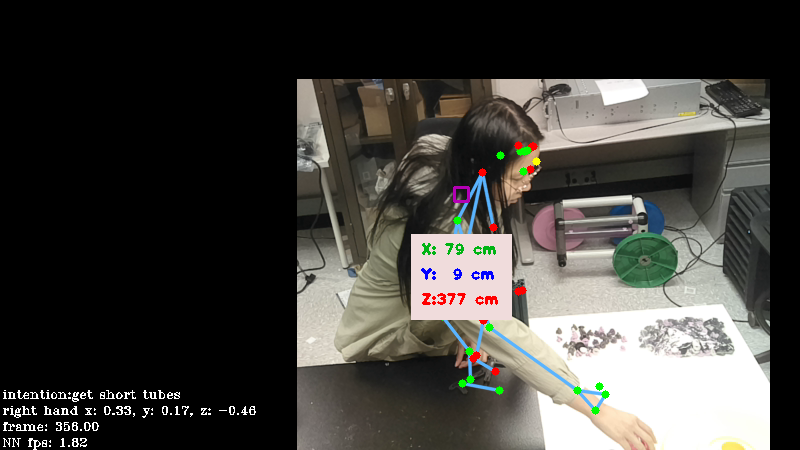 X: 79 cm
Y: 9 cm
Z:377 cm
intention:get short tubes
right hand x: 0.33, y: 0.17, z: −0.46
frame: 356.00
NN fps: 1.82